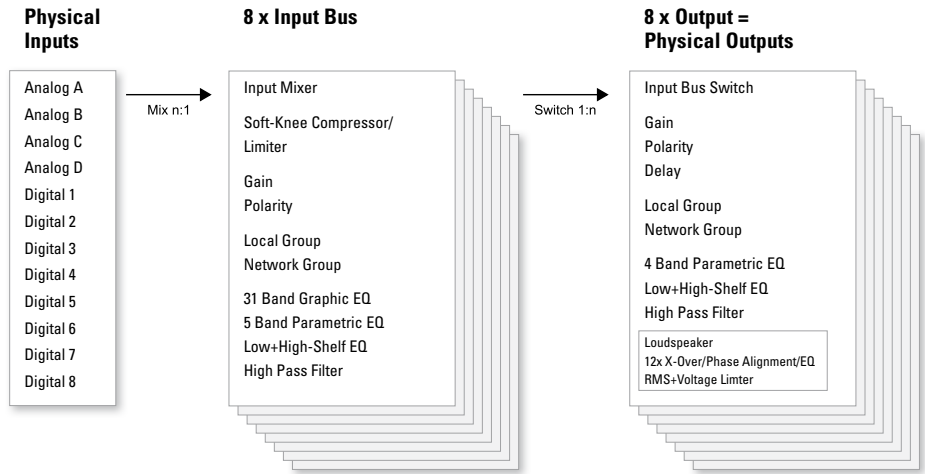 Physical
Inputs
8 x Input Bus
8 x Output =
Physical Outputs
Analog A
Analog B
Analog C
Analog D
Digital 1
Digital 2
Digital 3
Digital 4
Digital 5
Digital 6
Digital 7
Digital 8
Mix n:1
Input Mixer
Soft-Knee Compressor/
Limiter
Gain
Polarity
Local Group
Network Group
31 Band Graphic EQ
5 Band Parametric EQ
Low+High-Shelf EQ
High Pass Filter
Switch 1:n
Input Bus Switch
Gain
Polarity
Delay
Local Group
Network Group
4 Band Parametric EQ
Low+High-Shelf EQ
High Pass Filter
Loudspeaker
12x X-Over/Phase Alignment/EQ
RMS+Voltage Limter